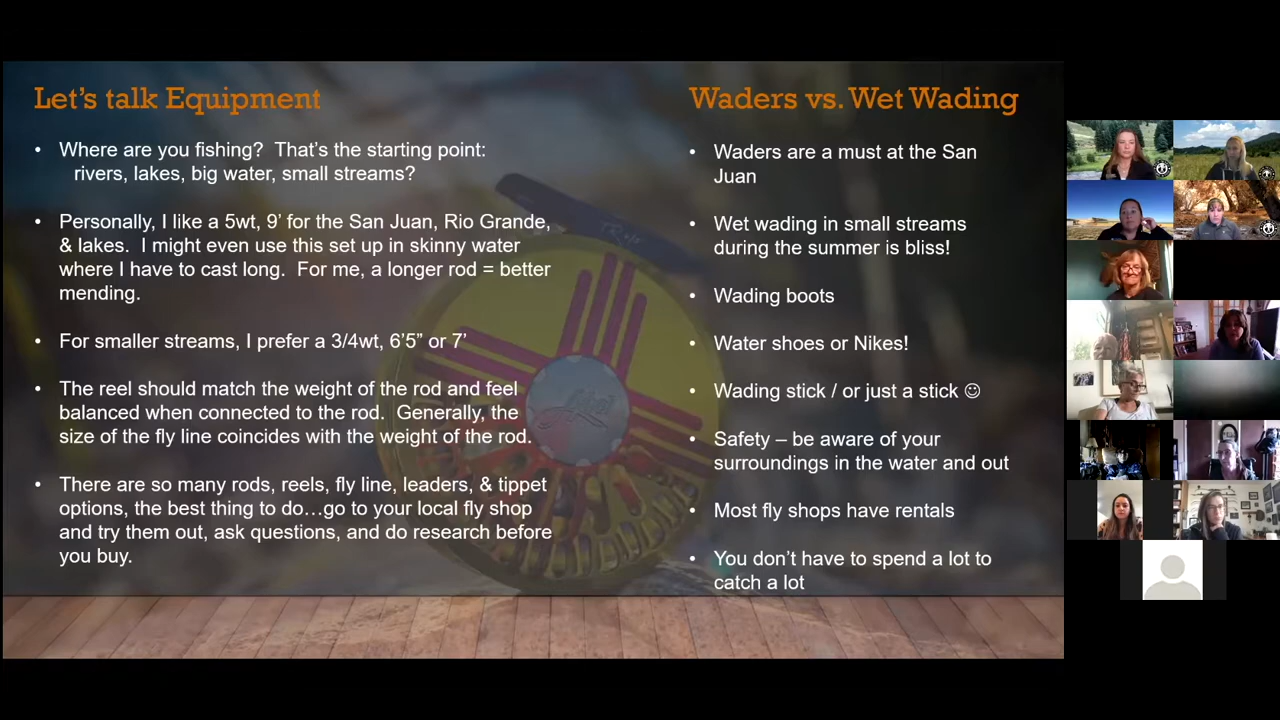 Let's talk Equipment
• Where are you fishing?  That's the starting point:
rivers, lakes, big water, small streams?
• Personally, I like a 5wt, 9' for the San Juan, Rio Grande,
& lakes.  I might even use this set up in skinny water
where I have to cast long.  For me, a longer rod = better
mending.
• For smaller streams, I prefer a 3/4wt, 6'5” or 7'
• The reel should match the weight of the rod and feel
balanced when connected to the rod.  Generally, the
size of the fly line coincides with the weight of the rod.
• There are so many rods, reels, fly line, leaders, & tippet
options, the best thing to do…go to your local fly shop
and try them out, ask questions, and do research before
you buy.
Waders vs. Wet Wading
• Waders are a must at the San
Juan
• Wet wading in small streams
during the summer is bliss!
• Wading boots
• Water shoes or Nikes!
• Wading stick / or just a stick ☺
• Safety – be aware of your
surroundings in the water and out
• Most fly shops have rentals
• You don't have to spend a lot to
catch a lot